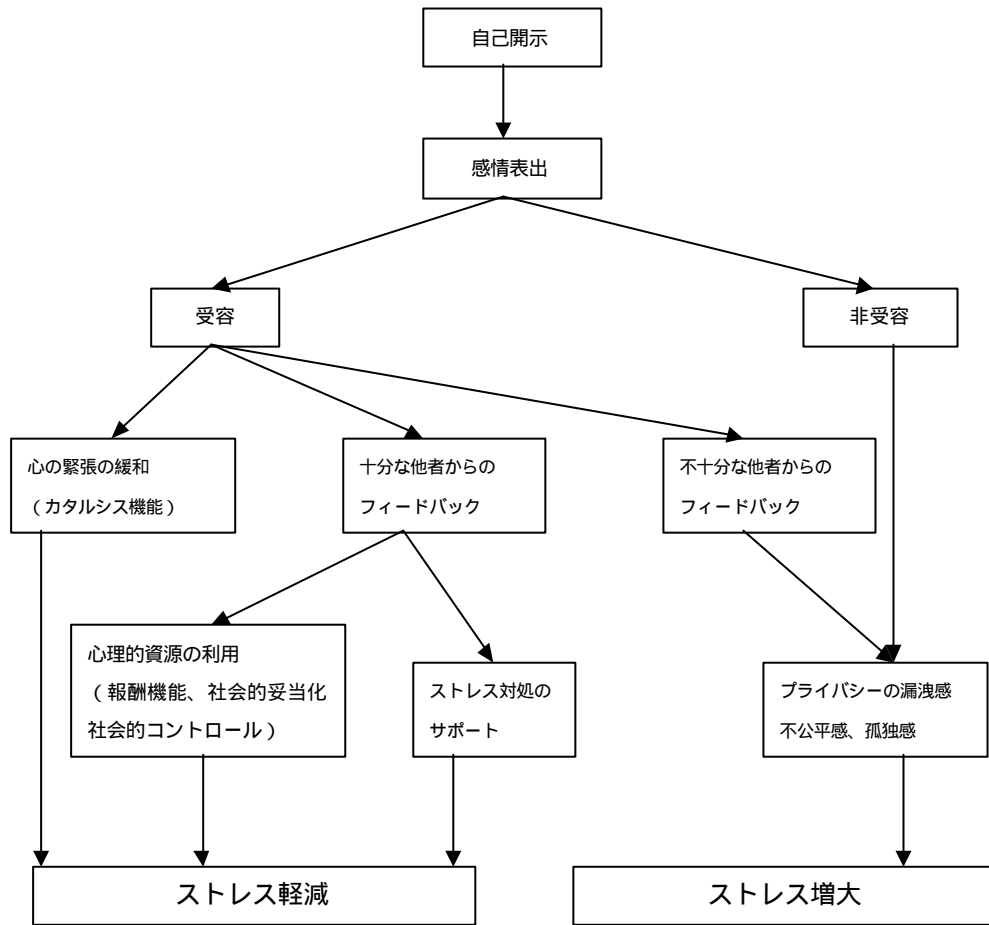 自己開示
感情表出
受容
非受容
心の緊張の緩和
（カタルシス機能）
十分な他者からの
フィードバック
不十分な他者からの
フィードバック
心理的資源の利用
（報酬機能、社会的妥当化
社会的コントロール）
ストレス対処の
サポート
プライバシーの漏洩感
不公平感、孤独感
ストレス軽減
ストレス増大